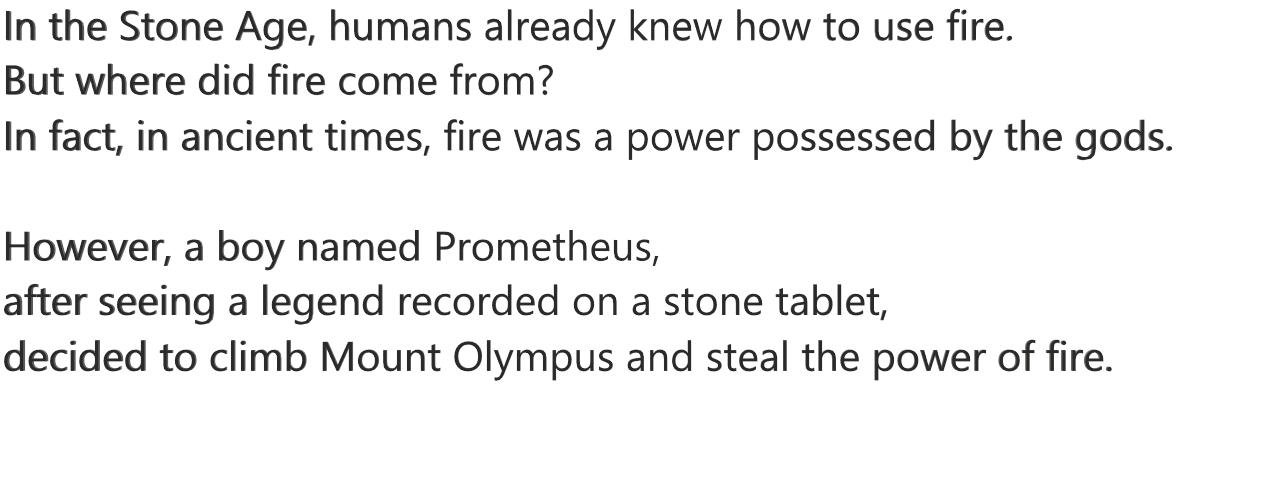 In the Stone Age, humans already knew how to use fire.
But where did fire come from?
In fact, in ancient times, fire was a power possessed by the gods.
However, a boy named Prometheus,
after seeing a legend recorded on a stone tablet,
decided to climb Mount Olympus and steal the power of fire.